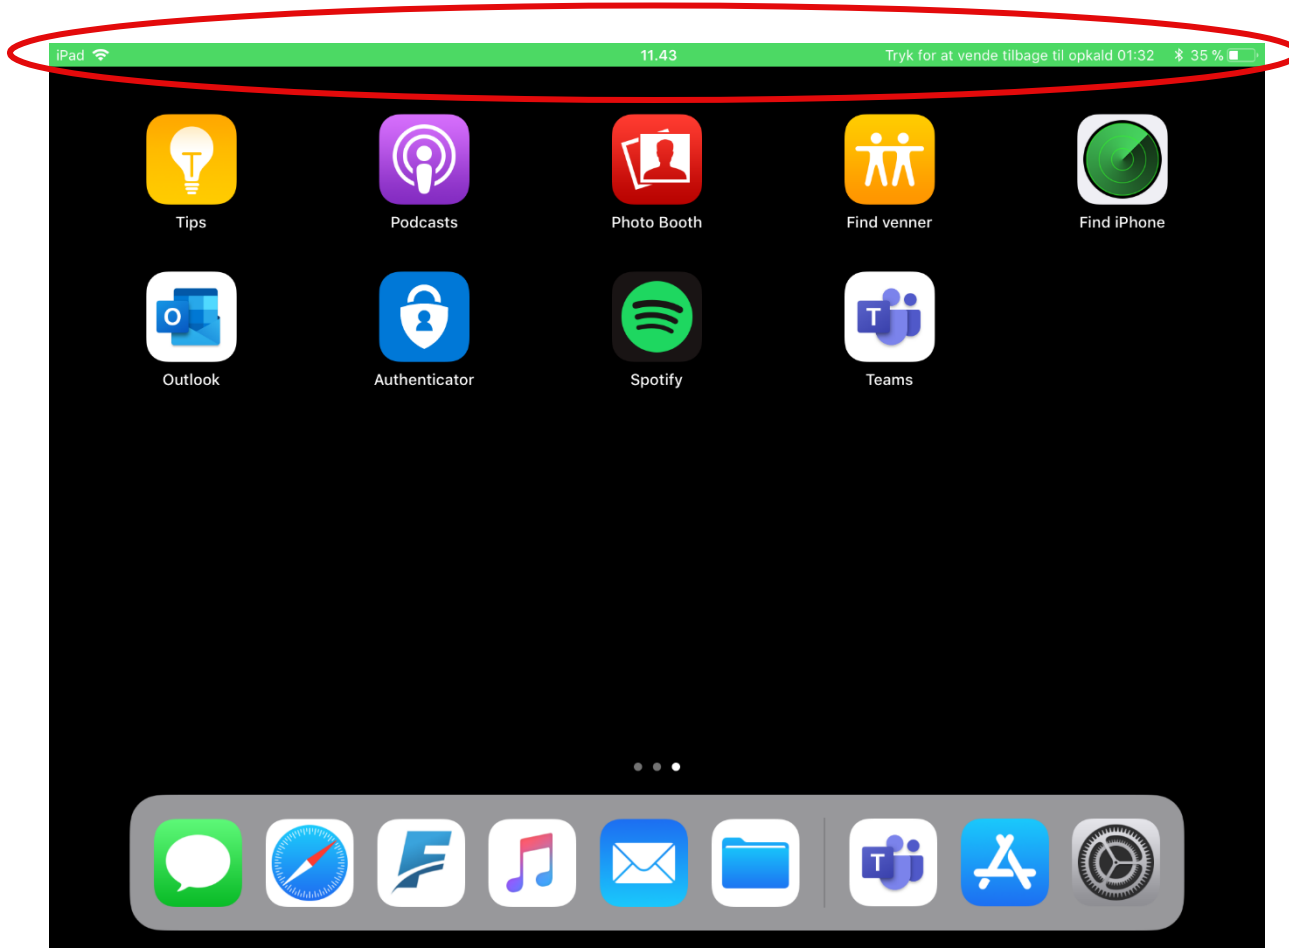 iPad 11.43 Tryk for at vende tilbage til opkald 01:32 35 %
Tips Podcasts Photo Booth Find venner Find iPhone
Outlook Authenticator Spotify Teams